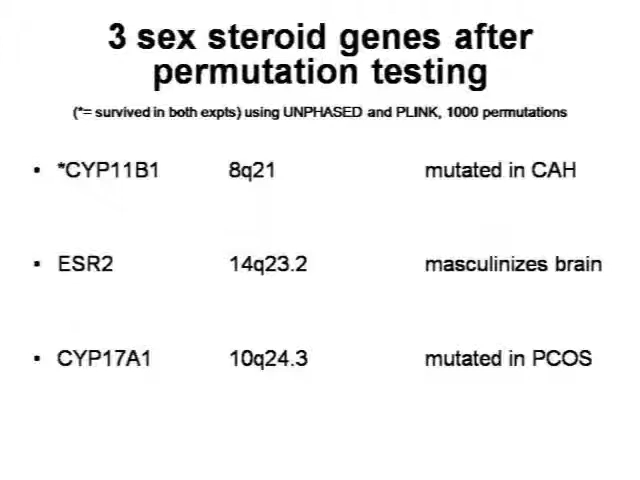 3 sex steroid genes after
permutation testing
(*= survived in both expts) using UNPHASED and PLINK, 1000 permutations
• *CYP11B1 8q21 mutated in CAH
• ESR2 14q23.2 masculinizes brain
• CYP17A1 10q24.3 mutated in PCOS